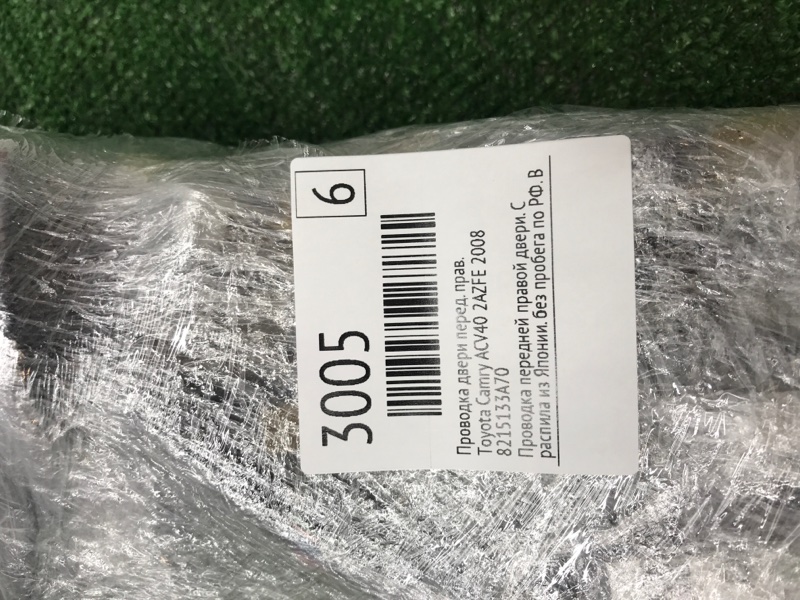 3005
6
Проводка двери перед. прав.
Toyota Camry ACV40 2AZFE 2008
8215133A70
Проводка передней правой двери. С
распила из Японии. без пробега по РФ. В